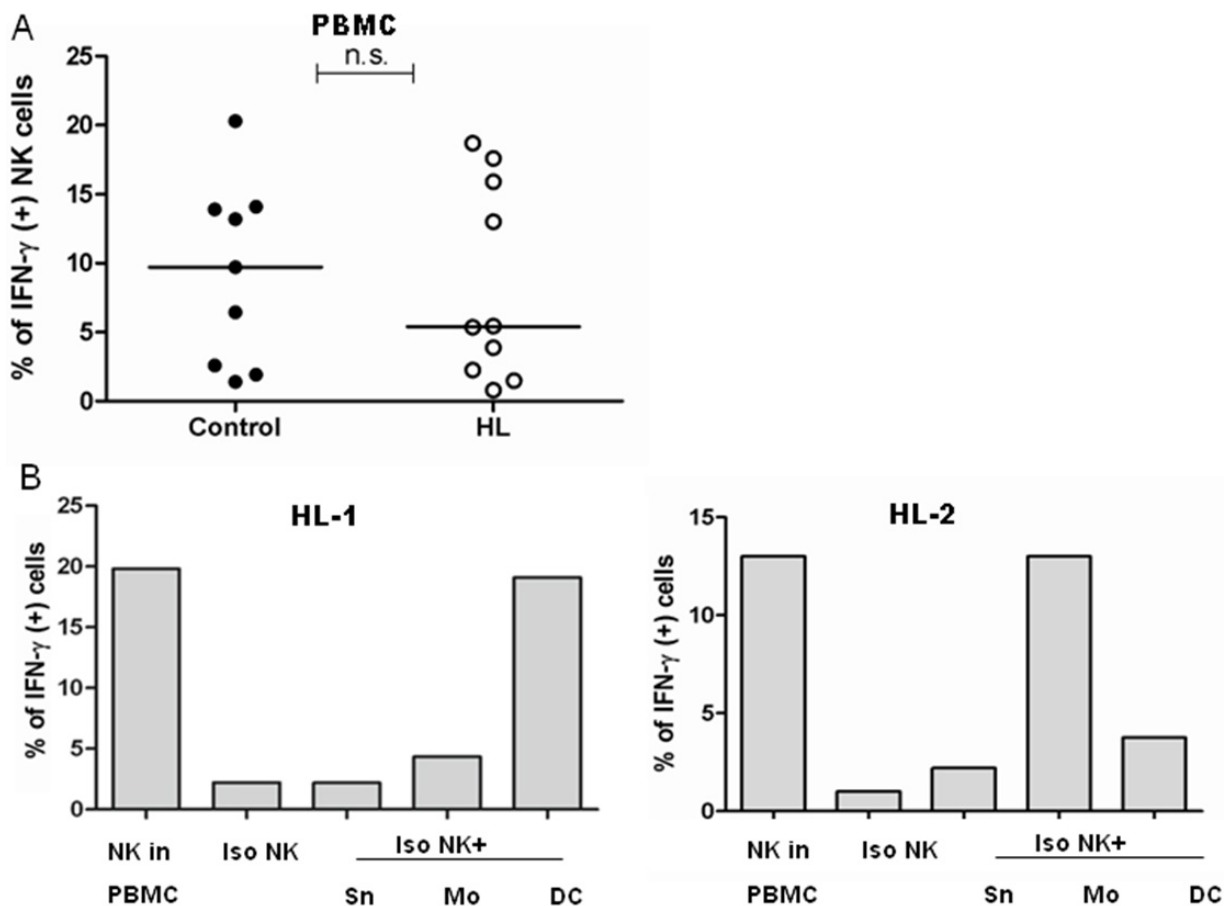 A
PBMC
n.s.
% of IFN-γ (+) NK cells
25
20
15
10
5
0
Control
HL
B
HL-1
% of IFN-γ (+) cells
25
20
15
10
5
0
NK in
PBMC
Iso NK
Iso NK+
Sn
Mo
DC
HL-2
% of IFN-γ (+) cells
15
10
5
0
NK in
PBMC
Iso NK
Iso NK+
Sn
Mo
DC